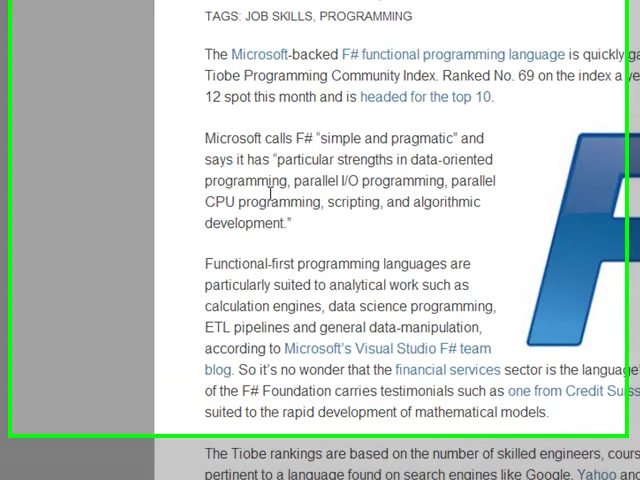 TAGS: JOB SKILLS, PROGRAMMING
The Microsoft-backed F# functional programming language is quickly
Tiobe Programming Community Index. Ranked No. 69 on the index a
12 spot this month and is headed for the top 10.
Microsoft calls F# “simple and pragmatic” and
says it has “particular strengths in data-oriented
programming, parallel I/O programming, parallel
CPU programming, scripting, and algorithmic
development.”
Functional-first programming languages are
particularly suited to analytical work such as
calculation engines, data science programming,
ETL pipelines and general data-manipulation,
according to Microsoft’s Visual Studio F# team
blog. So it’s no wonder that the financial services sector is the language’
of the F# Foundation carries testimonials such as one from Credit Suiss
suited to the rapid development of mathematical models.
The Tiobe rankings are based on the number of skilled engineers, cours
pertinent to a language found on search engines like Google, Yahoo and